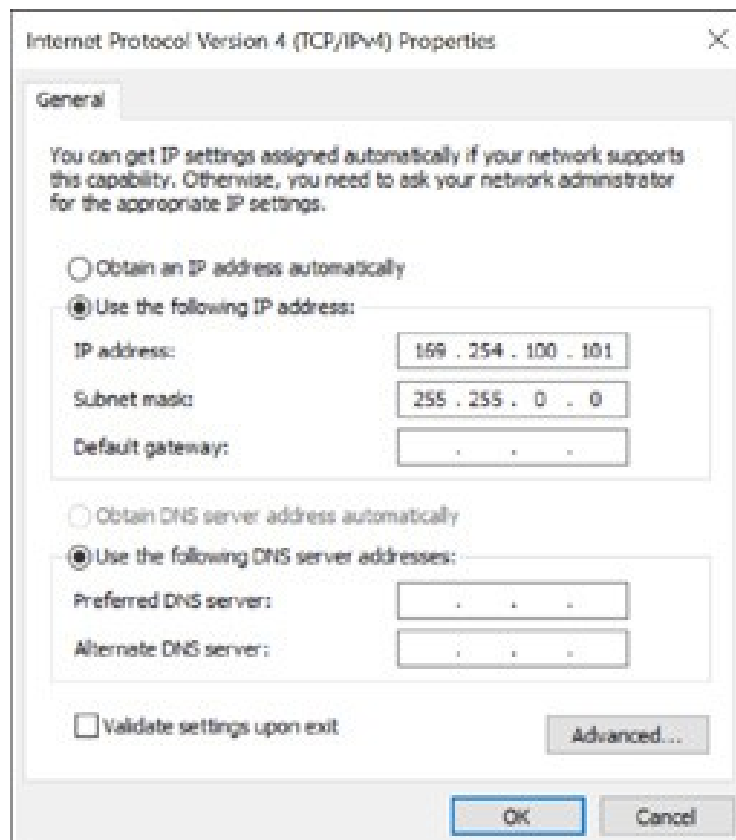 Internet Protocol Version 4 (TCP/IPv4) Properties
General
You can get IP settings assigned automatically if your network supports
this capability. Otherwise, you need to ask your network administrator
for the appropriate IP settings.
Obtain an IP address automatically
Use the following IP address:
IP address: 169 . 254 . 100 . 101
Subnet mask: 255 . 255 . 0 . 0
Default gateway: . . .
Obtain DNS server address automatically
Use the following DNS server addresses:
Preferred DNS server: . . .
Alternate DNS server: . . .
Validate settings upon exit
Advanced...
OK Cancel